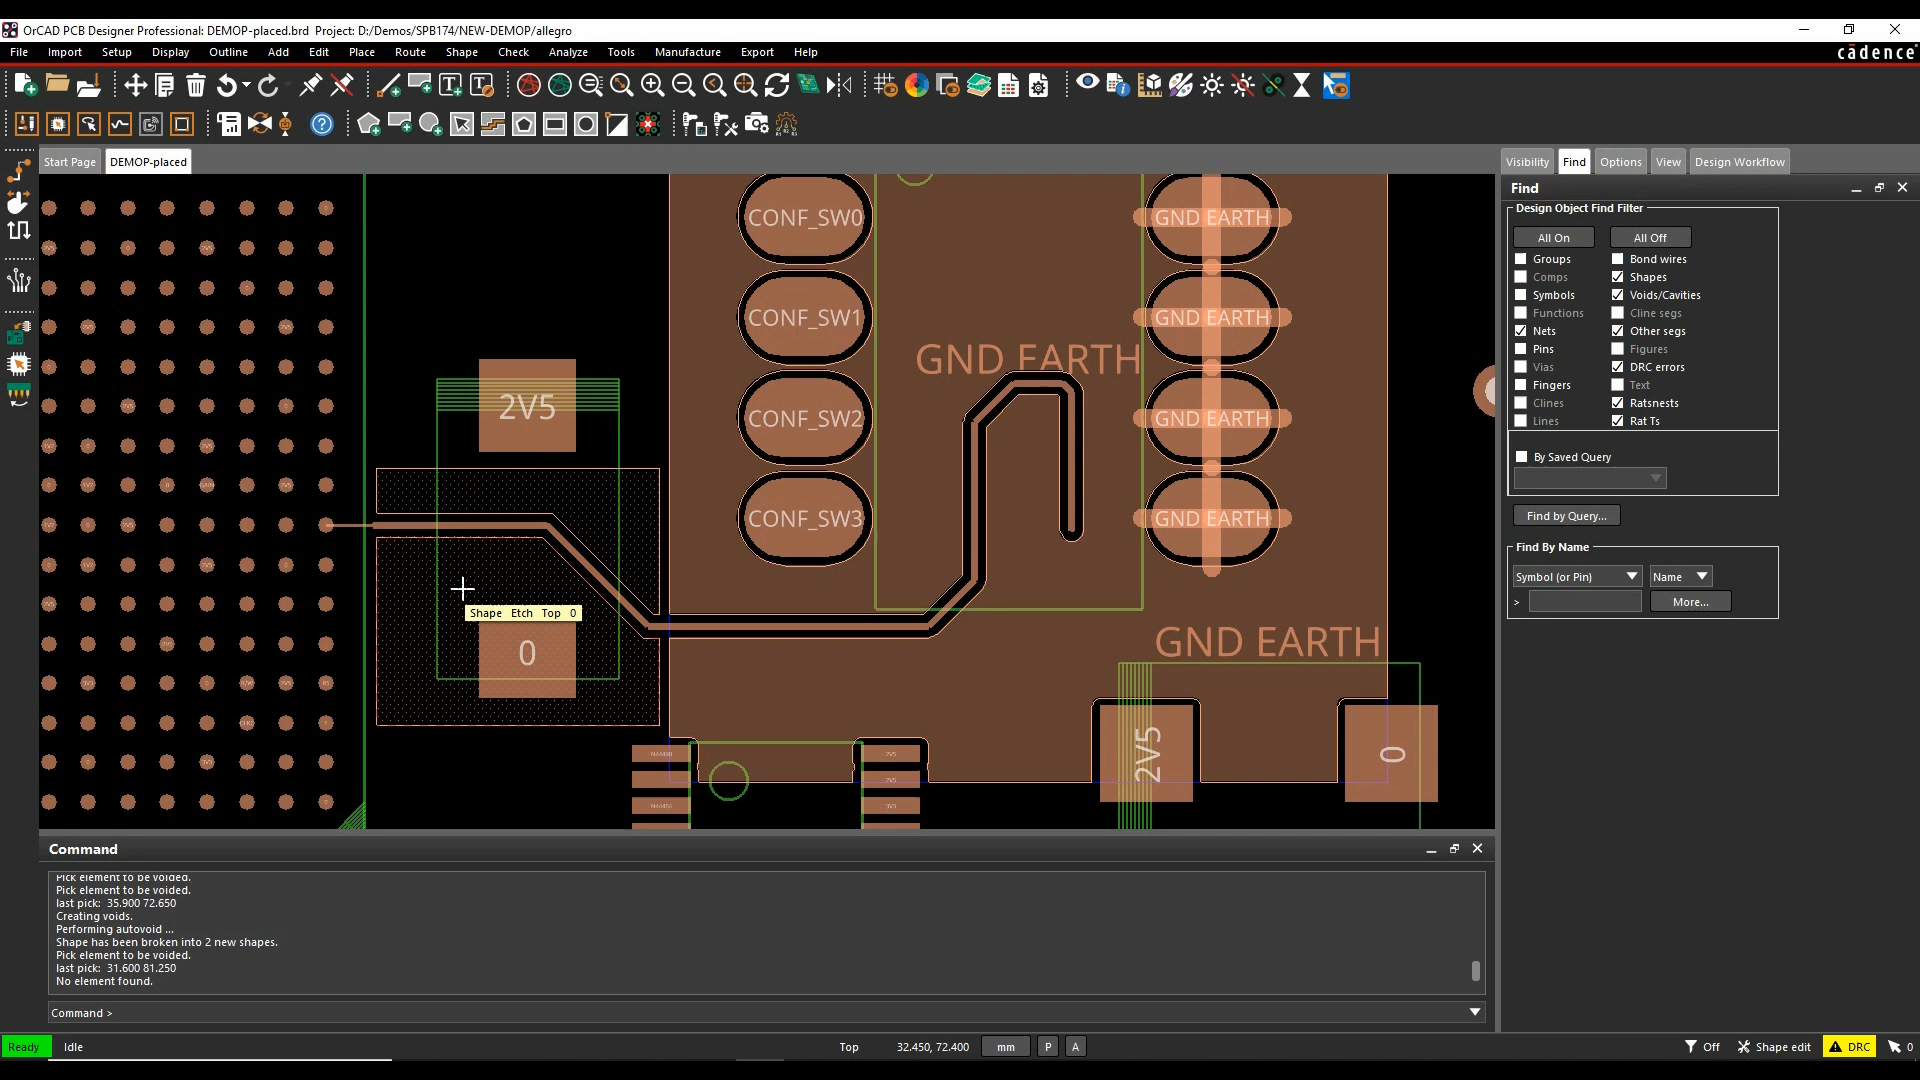 OrCAD PCB Designer Professional: DEMOP-placed.brd Project: D:/Demos/SPB174/NEW-DEMOP/allegro
File Import Setup Display Outline Add Edit Place Route Shape Check Analyze Tools Manufacture Export Help
cādence
Start Page DEMOP-placed
Visibility Find Options View Design Workflow
Find
Design Object Find Filter
All On All Off
Groups Bond wires
Comps Shapes
Symbols Voids/Cavities
Functions Cline segs
Nets Other segs
Pins Figures
Vias DRC errors
Fingers Text
Clines Ratsnests
Lines Rat Ts
By Saved Query
Find by Query...
Find By Name
Symbol (or Pin) Name
> More...
CONF_SW0 GND EARTH
CONF_SW1 GND EARTH
GND EARTH
2V5 CONF_SW2 GND EARTH
CONF_SW3 GND EARTH
Shape Etch Top 0
0 GND EARTH
2V5 0
Command
Pick element to be voided.
Pick element to be voided.
last pick: 35.900 72.650
Creating voids.
Performing autovoid ...
Shape has been broken into 2 new shapes.
Pick element to be voided.
last pick: 31.600 81.250
No element found.
Command >
Ready Idle Top 32.450, 72.400 mm P A Off Shape edit DRC 0